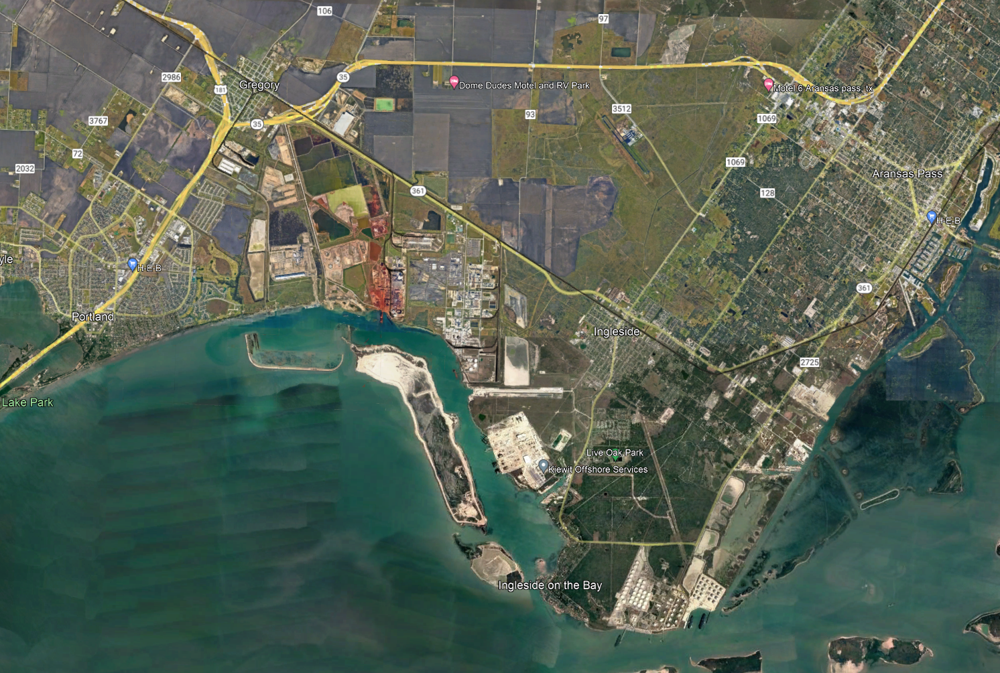 106
97
2986
Gregory
181
35
Dome Dudes Motel and RV Park
Motel 6 Aransas pass, tx
3767
35
93
3512
1069
72
2032
1069
Aransas Pass
361
128
H-E-B
yle
H-E-B
361
Portland
Ingleside
2725
Lake Park
Live Oak Park
Kiewit Offshore Services
Ingleside on the Bay